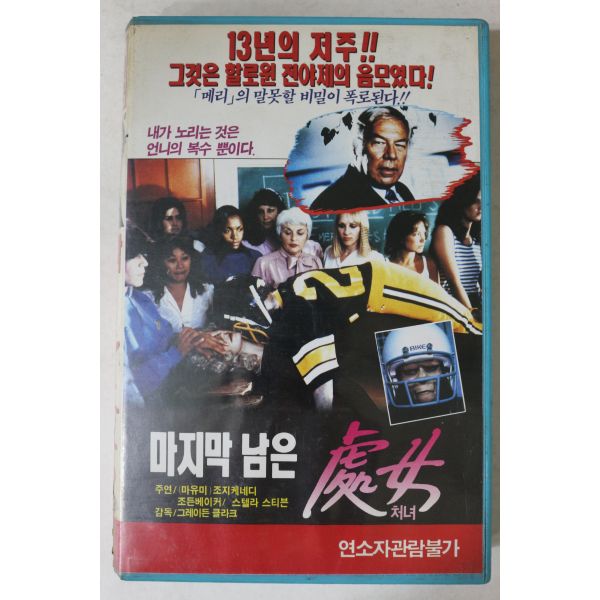 13년의 저주!!
그것은 할로윈 전야제의 음모였다!
「메리」의 말못할 비밀이 폭로된다!!
내가 노리는 것은
언니의 복수 뿐이다.
BIKE
마지막 남은 處女
처녀
주연/(마유미)조지케네디
조든베이커/ 스텔라 스티븐
감독/그레이든 클라크
연소자관람불가